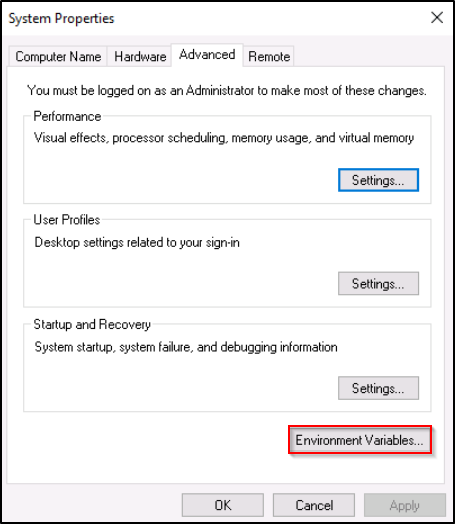 System Properties
Computer Name Hardware Advanced Remote
You must be logged on as an Administrator to make most of these changes.
Performance
Visual effects, processor scheduling, memory usage, and virtual memory
Settings...
User Profiles
Desktop settings related to your sign-in
Settings...
Startup and Recovery
System startup, system failure, and debugging information
Settings...
Environment Variables...
OK Cancel Apply